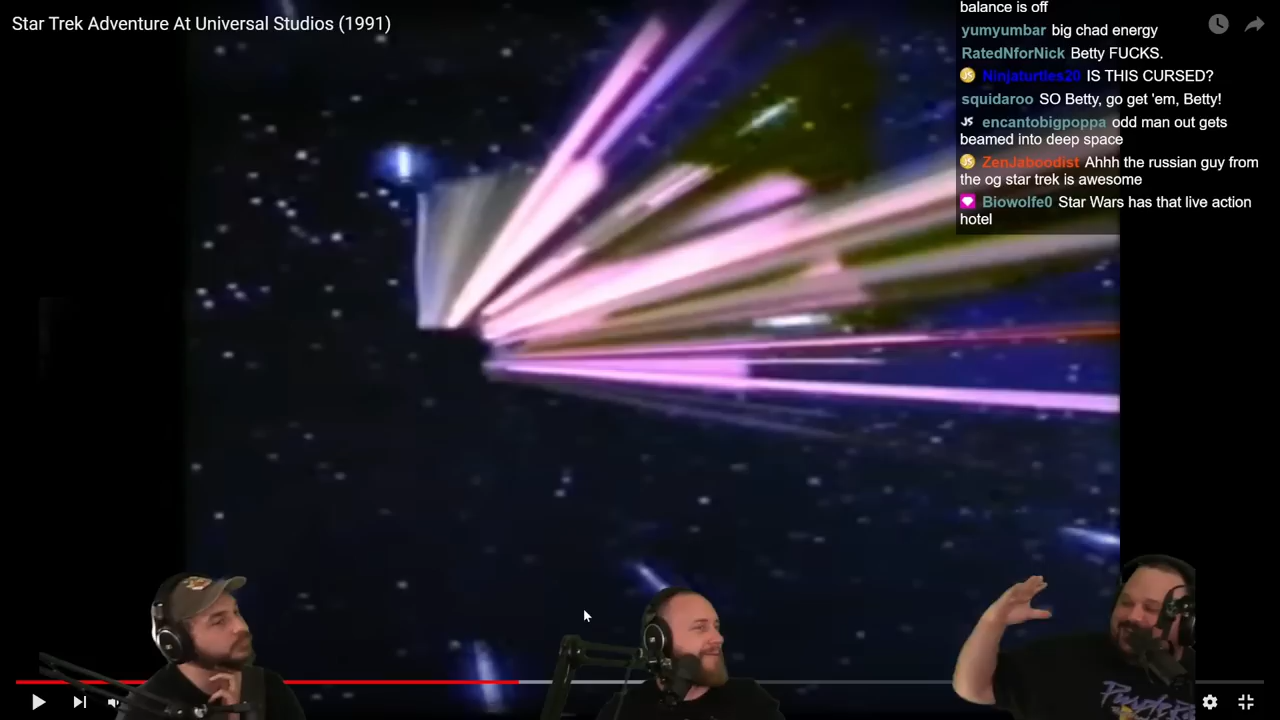 Star Trek Adventure At Universal Studios (1991)
balance is off
yumyumbar big chad energy
RatedNforNick Betty FUCKS.
Ninjaturtles20 IS THIS CURSED?
squidaroo SO Betty, go get 'em, Betty!
encantobigpoppa odd man out gets
beamed into deep space
ZenJaboodist Ahhh the russian guy from
the og star trek is awesome
Biowolfe0 Star Wars has that live action
hotel